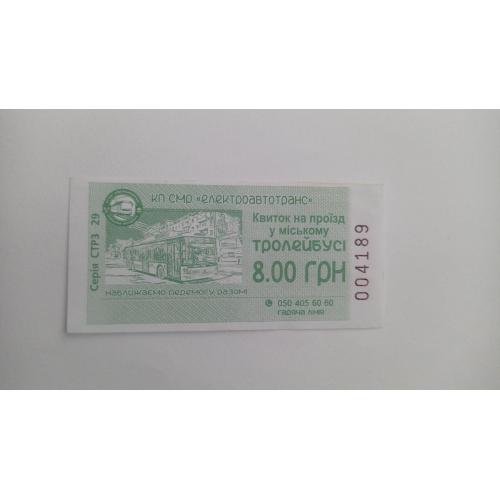 КП СМР «ЕЛЕКТРОАВТОТРАНС»
Серія СТРЗ 29
Квиток на проїзд
у міському
ТРОЛЕЙБУСІ
8.00 ГРН
НАБЛИЖАЄМО ПЕРЕМОГУ РАЗОМ!
050 405 60 60
ГАРЯЧА ЛІНІЯ
004189